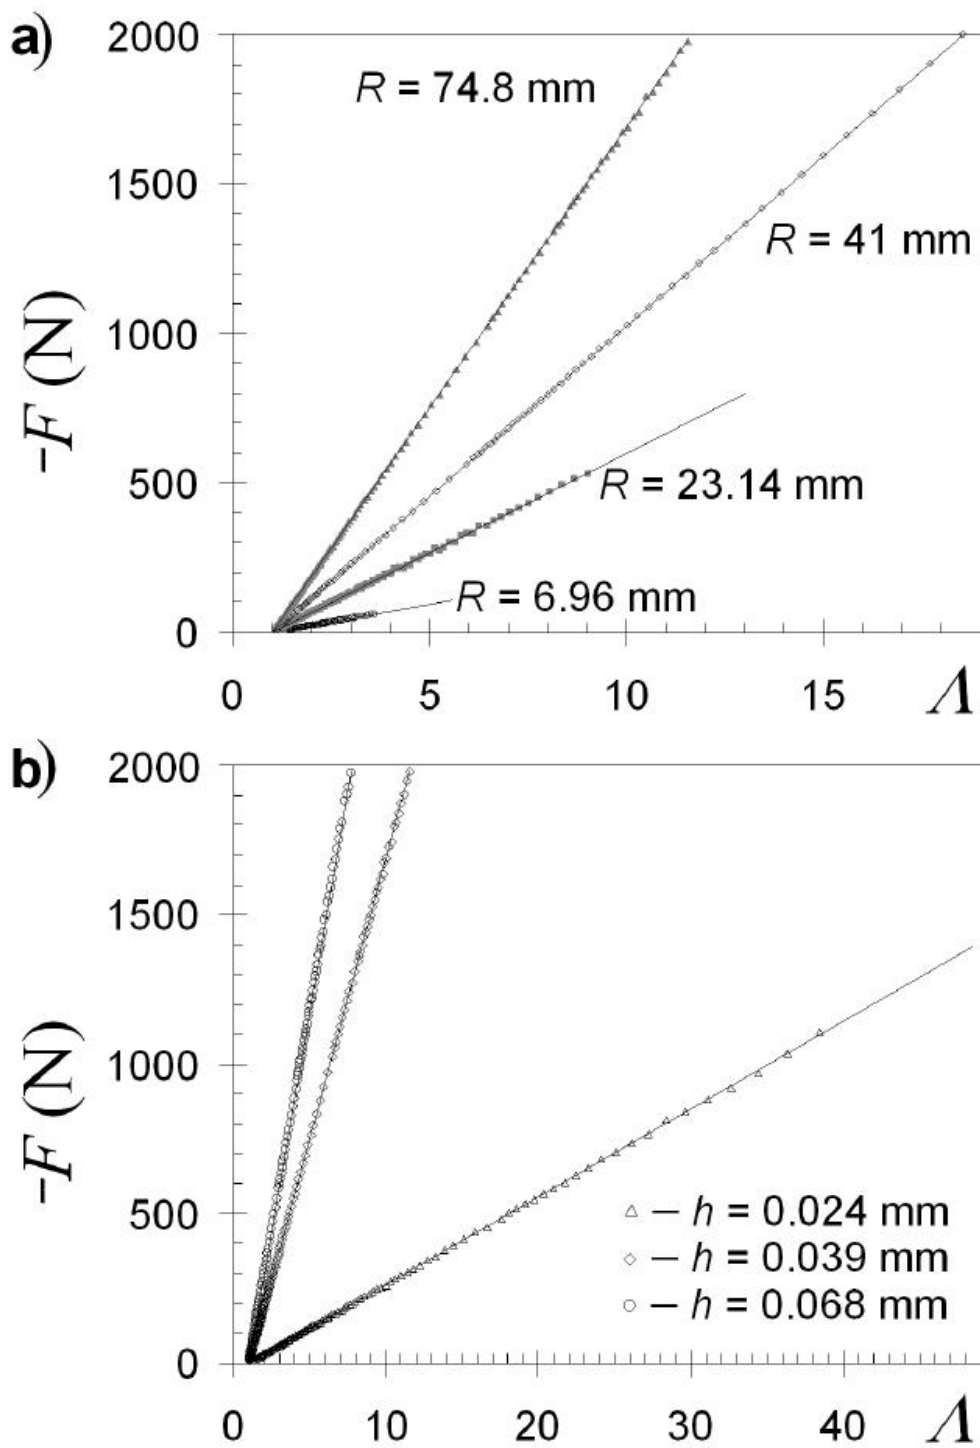 a)
2000
R = 74.8 mm
1500
R = 41 mm
1000
–F (N)
500
R = 23.14 mm
R = 6.96 mm
0
0 5 10 15 Λ
b)
2000
1500
1000
–F (N)
500
△ — h = 0.024 mm
◇ — h = 0.039 mm
○ — h = 0.068 mm
0
0 10 20 30 40 Λ